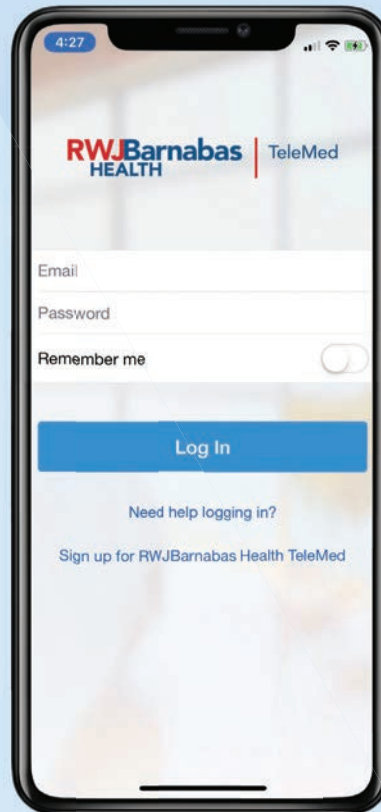 4:27
RWJBarnabas | TeleMed
HEALTH
Email
Password
Remember me
Log In
Need help logging in?
Sign up for RWJBarnabas Health TeleMed